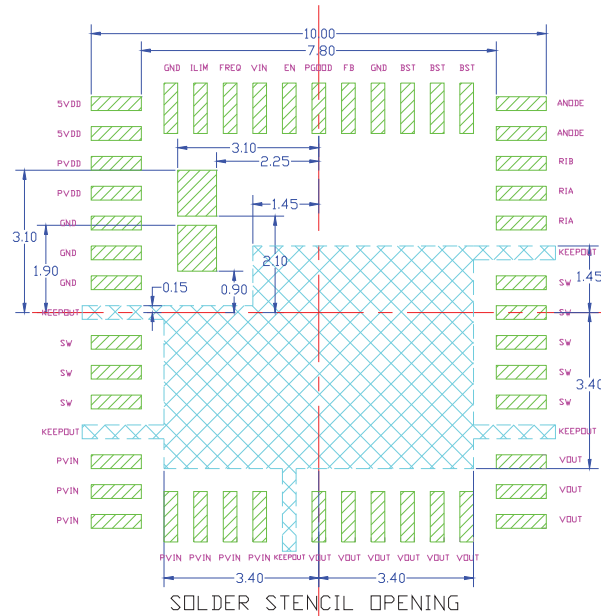 10.00
7.80
GND ILIM FREQ VIN EN PGOOD FB GND BST BST BST
5VDD
5VDD
PVDD
PVDD
GND
GND
GND
KEEPOUT
SW
SW
SW
KEEPOUT
PVIN
PVIN
PVIN
ANODE
ANODE
RIB
RIA
RIA
KEEPOUT
SW
SW
SW
SW
SW
KEEPOUT
VOUT
VOUT
VOUT
3.10
2.25
1.45
3.10
1.90
2.10
0.90
0.15
1.45
3.40
PVIN PVIN PVIN PVIN KEEPOUT VOUT VOUT VOUT VOUT VOUT VOUT
3.40
3.40
SOLDER STENCIL OPENING